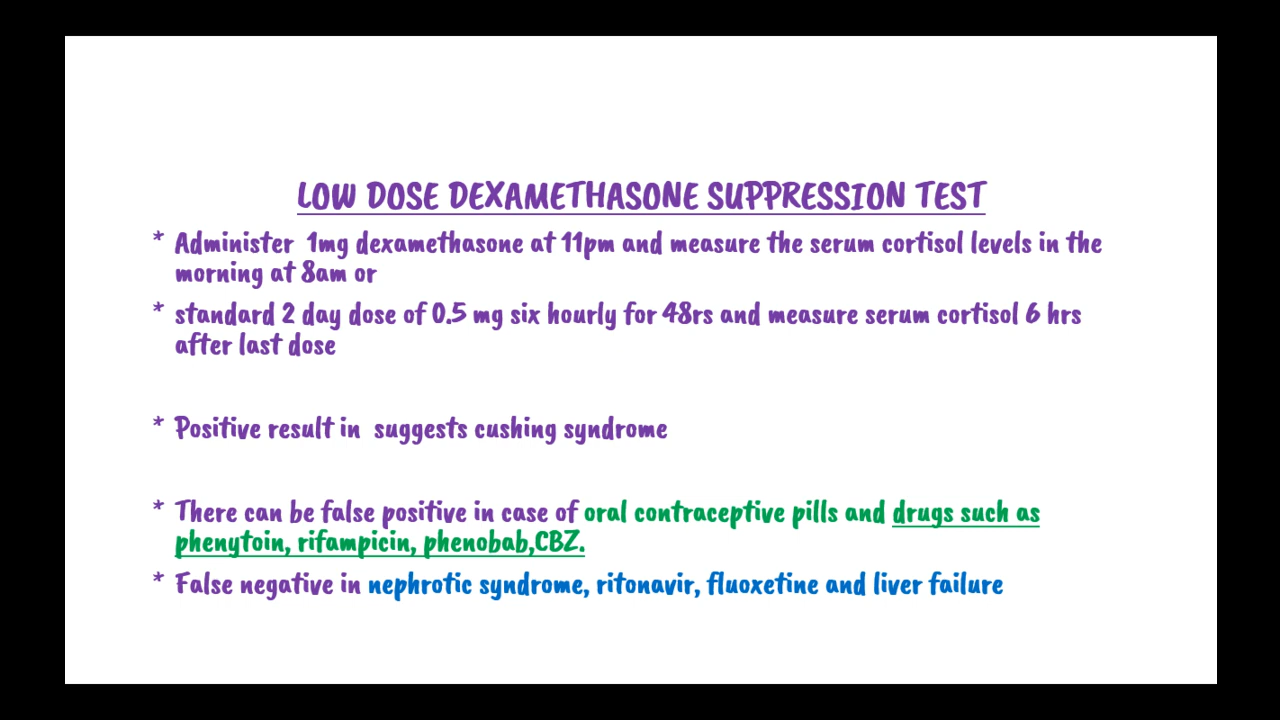 LOW DOSE DEXAMETHASONE SUPPRESSION TEST
* Administer 1mg dexamethasone at 11pm and measure the serum cortisol levels in the
morning at 8am or
* standard 2 day dose of 0.5 mg six hourly for 48rs and measure serum cortisol 6 hrs
after last dose
* Positive result in suggests cushing syndrome
* There can be false positive in case of oral contraceptive pills and drugs such as
phenytoin, rifampicin, phenobab,CBZ.
* False negative in nephrotic syndrome, ritonavir, fluoxetine and liver failure